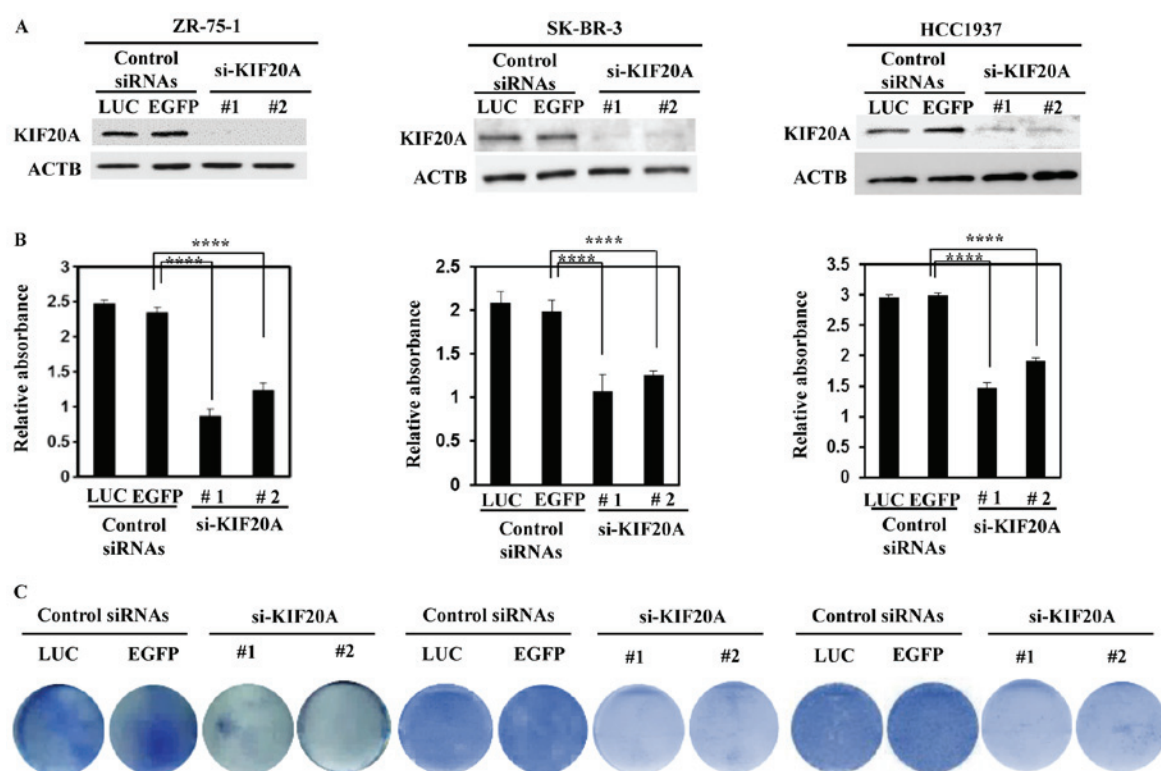 A
ZR-75-1
SK-BR-3
HCC1937
Control siRNAs
si-KIF20A
LUC EGFP #1 #2
KIF20A
ACTB
Control siRNAs
si-KIF20A
LUC EGFP #1 #2
KIF20A
ACTB
Control siRNAs
si-KIF20A
LUC EGFP #1 #2
KIF20A
ACTB
B
**** 
****
Relative absorbance
3
2.5
2
1.5
1
0.5
0
LUC EGFP # 1 # 2
Control siRNAs
si-KIF20A
****
****
Relative absorbance
2.5
2
1.5
1
0.5
0
LUC EGFP # 1 # 2
Control siRNAs
si-KIF20A
****
****
Relative absorbance
3.5
3
2.5
2
1.5
1
0.5
0
LUC EGFP # 1 # 2
Control siRNAs
si-KIF20A
C
Control siRNAs si-KIF20A Control siRNAs si-KIF20A Control siRNAs si-KIF20A
LUC EGFP #1 #2 LUC EGFP #1 #2 LUC EGFP #1 #2